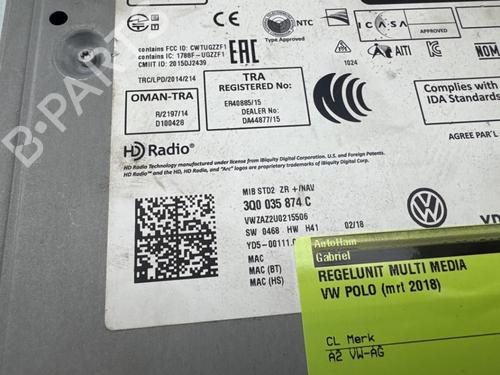 NTC
Type Approved
ICASA
APPROVED
contains FCC ID: CWTUGZZF1
contains IC: 1788F-UGZZF1
CMIIT ID: 2015DJ2439
EAC
AITI
1024
TRC/LPD/2014/214
OMAN-TRA
R/2197/14
D100428
TRA
REGISTERED No:
ER40885/15
DEALER No:
DA44877/15
Complies with
IDA Standards
AGREE PAR L'
HD Radio®
HD Radio Technology manufactured under license from iBiquity Digital Corporation. U.S. and Foreign
HD Radio™ and the HD, HD Radio, and "Arc" logos are proprietary trademarks of iBiquity Digital Corp.
MIB STD2 ZR +/NAV
3Q0 035 874 C
VWZAZ2U0215506
SW 0468 HW H41 02/18
YD5-00111.
MAC
MAC (BT)
MAC (HS)
VD
AutoHam
Gabriel
REGELUNIT MULTI MEDIA
VW POLO (mrt 2018)
CL Merk
A2 VW-AG
B-PARTS